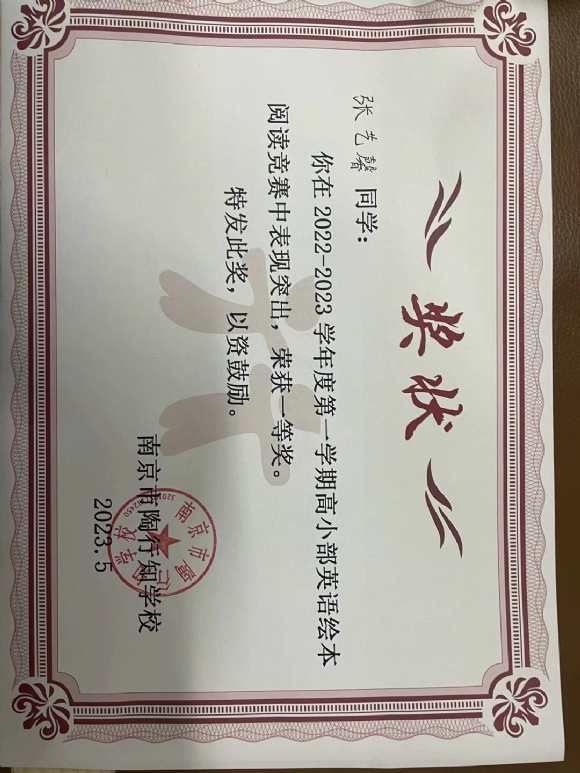 奖状
张艺馨 同学：
你在 2022-2023 学年度第一学期高小部英语绘本
阅读竞赛中表现突出，荣获一等奖。
特发此奖，以资鼓励。
南京市陶行知学校
2023.5